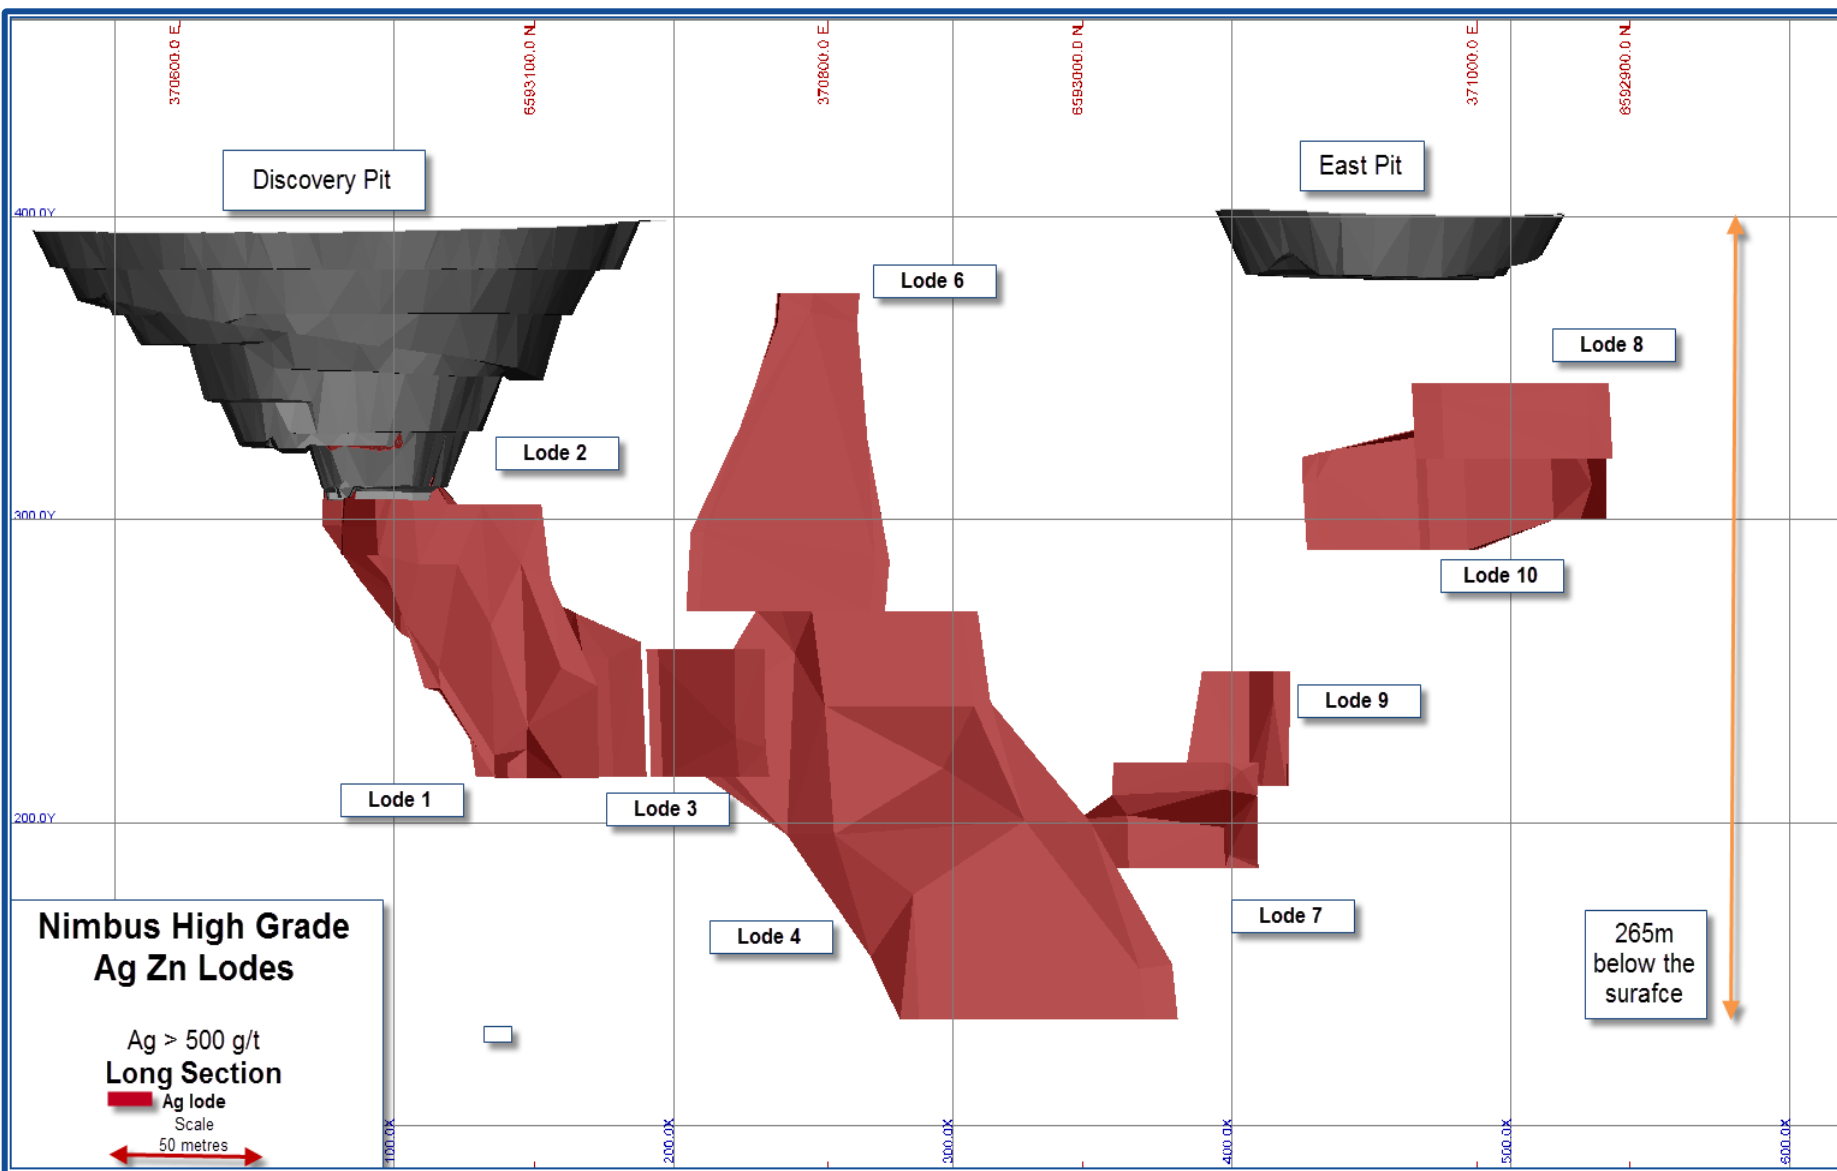 370600.0 E
6593100.0 N
370800.0 E
6593000.0 N
371000.0 E
6592900.0 N
Discovery Pit
East Pit
400.0Y
Lode 6
Lode 8
Lode 2
300.0Y
Lode 10
Lode 9
Lode 1
Lode 3
200.0Y
Lode 7
Lode 4
265m
below the
surafce
Nimbus High Grade
Ag Zn Lodes
Ag > 500 g/t
Long Section
Ag lode
Scale
50 metres
100.0X
200.0X
300.0X
400.0X
500.0X
600.0X